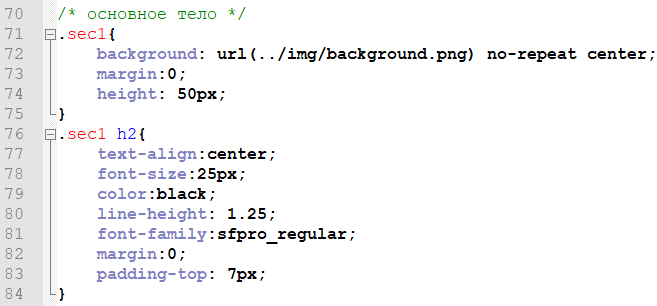 70 /* основное тело */
71 .sec1{
72 background: url(../img/background.png) no-repeat center;
73 margin:0;
74 height: 50px;
75 }
76 .sec1 h2{
77 text-align:center;
78 font-size:25px;
79 color:black;
80 line-height: 1.25;
81 font-family:sfpro_regular;
82 margin:0;
83 padding-top: 7px;
84 }